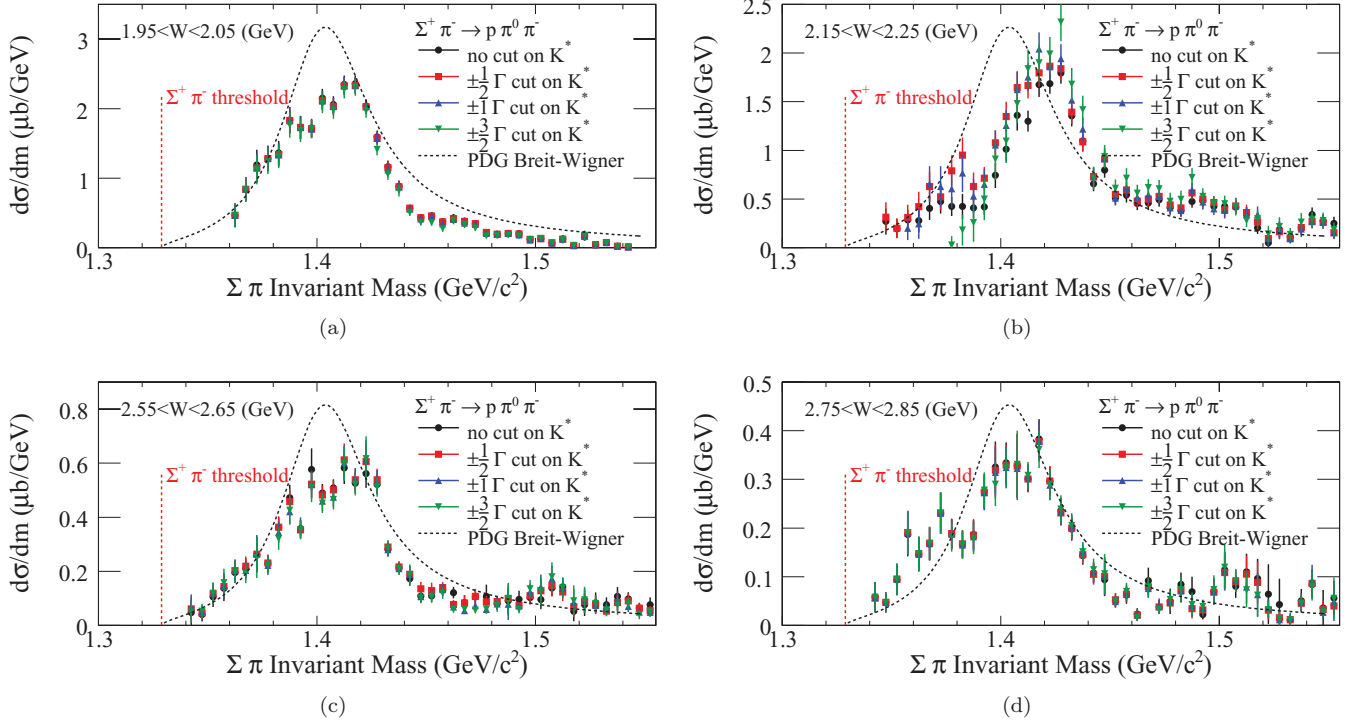 1.95<W<2.05 (GeV)
Σ⁺ π⁻ → p π⁰ π⁻
no cut on K*
±1/2 Γ cut on K*
±1 Γ cut on K*
±3/2 Γ cut on K*
PDG Breit-Wigner
Σ⁺ π⁻ threshold
dσ/dm (μb/GeV)
3
2
1
0
1.3 1.4 1.5
Σ π Invariant Mass (GeV/c²)
(a)
2.15<W<2.25 (GeV)
Σ⁺ π⁻ → p π⁰ π⁻
no cut on K*
±1/2 Γ cut on K*
±1 Γ cut on K*
±3/2 Γ cut on K*
PDG Breit-Wigner
Σ⁺ π⁻ threshold
dσ/dm (μb/GeV)
2.5
2
1.5
1
0.5
0
1.3 1.4 1.5
Σ π Invariant Mass (GeV/c²)
(b)
2.55<W<2.65 (GeV)
Σ⁺ π⁻ → p π⁰ π⁻
no cut on K*
±1/2 Γ cut on K*
±1 Γ cut on K*
±3/2 Γ cut on K*
PDG Breit-Wigner
Σ⁺ π⁻ threshold
dσ/dm (μb/GeV)
0.8
0.6
0.4
0.2
0
1.3 1.4 1.5
Σ π Invariant Mass (GeV/c²)
(c)
2.75<W<2.85 (GeV)
Σ⁺ π⁻ → p π⁰ π⁻
no cut on K*
±1/2 Γ cut on K*
±1 Γ cut on K*
±3/2 Γ cut on K*
PDG Breit-Wigner
Σ⁺ π⁻ threshold
dσ/dm (μb/GeV)
0.5
0.4
0.3
0.2
0.1
0
1.3 1.4 1.5
Σ π Invariant Mass (GeV/c²)
(d)